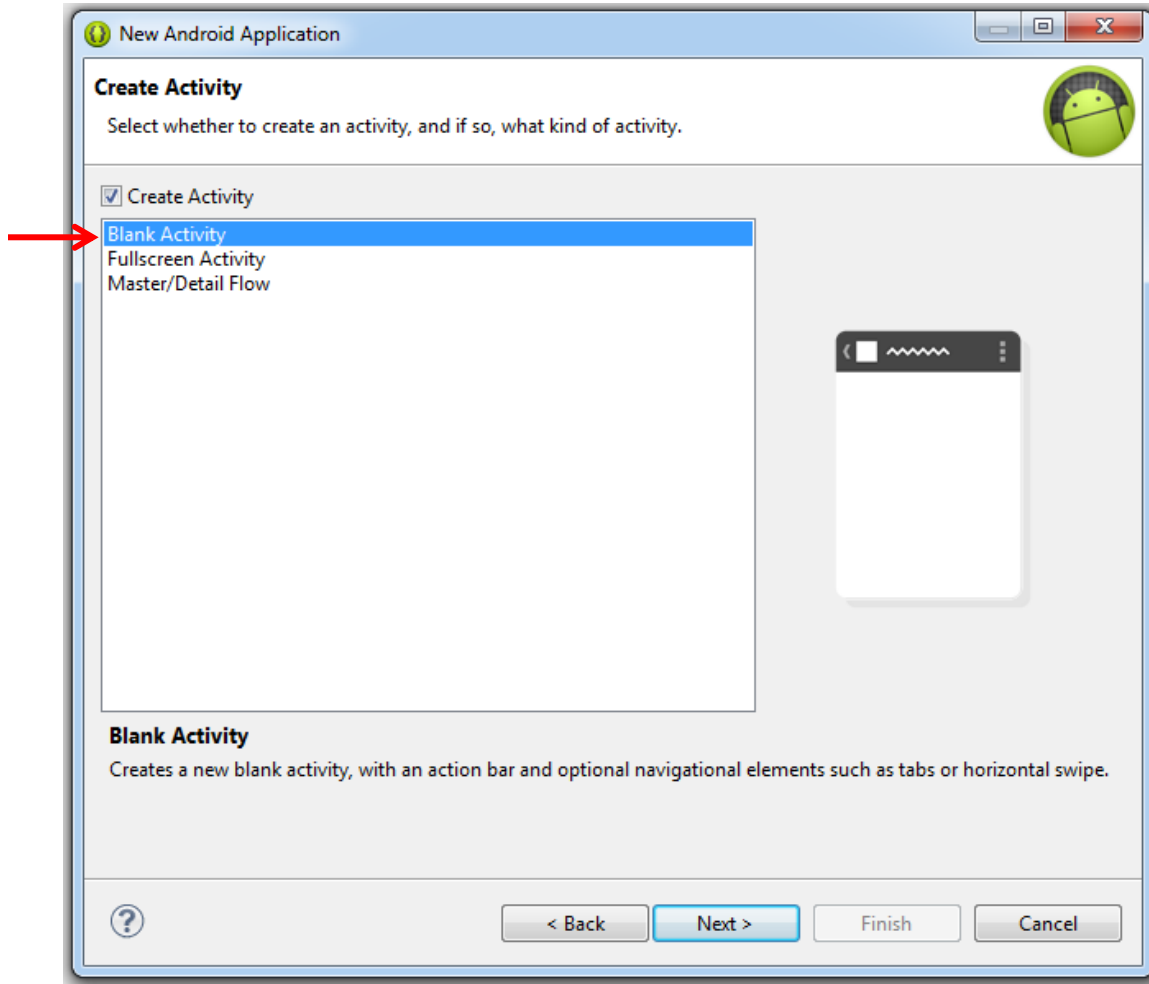 New Android Application
Create Activity
Select whether to create an activity, and if so, what kind of activity.
Create Activity
Blank Activity
Fullscreen Activity
Master/Detail Flow
Blank Activity
Creates a new blank activity, with an action bar and optional navigational elements such as tabs or horizontal swipe.
? < Back Next > Finish Cancel